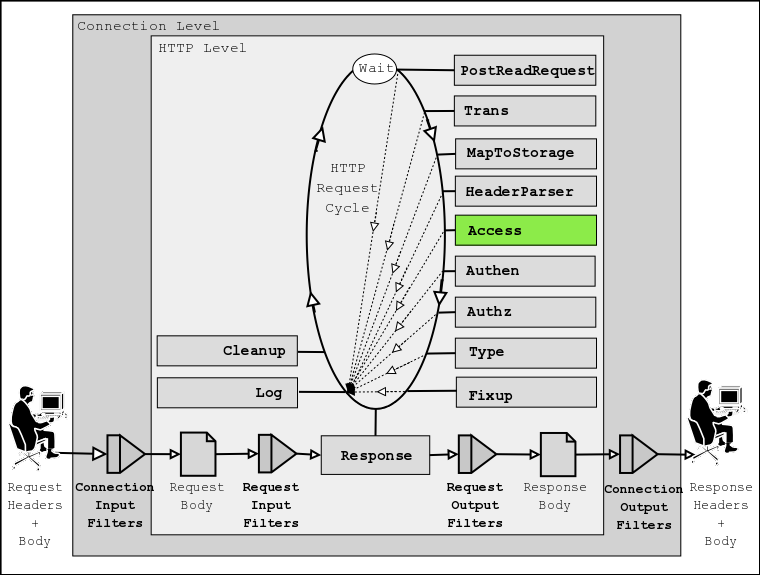 Connection Level
HTTP Level
Wait
PostReadRequest
Trans
MapToStorage
HTTP
Request
Cycle
HeaderParser
Access
Authen
Authz
Cleanup
Type
Log
Fixup
Response
Request
Headers
+
Body
Connection
Input
Filters
Request
Body
Request
Input
Filters
Request
Output
Filters
Response
Body
Connection
Output
Filters
Response
Headers
+
Body